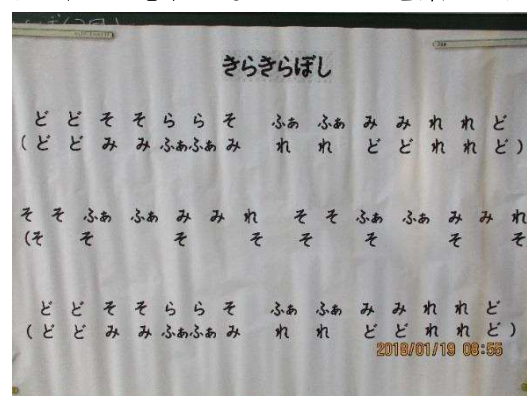 きらきらぼし
ど ど そ そ ら ら そ ふぁ ふぁ み み れ れ ど
( ど ど み み ふぁ ふぁ み れ れ ど ど れ れ ど )
そ そ ふぁ ふぁ み み れ そ そ ふぁ ふぁ み み れ
(そ そ そ そ そ そ そ そ
ど ど そ そ ら ら そ ふぁ ふぁ み み れ れ ど
( ど ど み み ふぁ ふぁ み れ れ ど ど れ れ ど )
2018/01/19 08:55